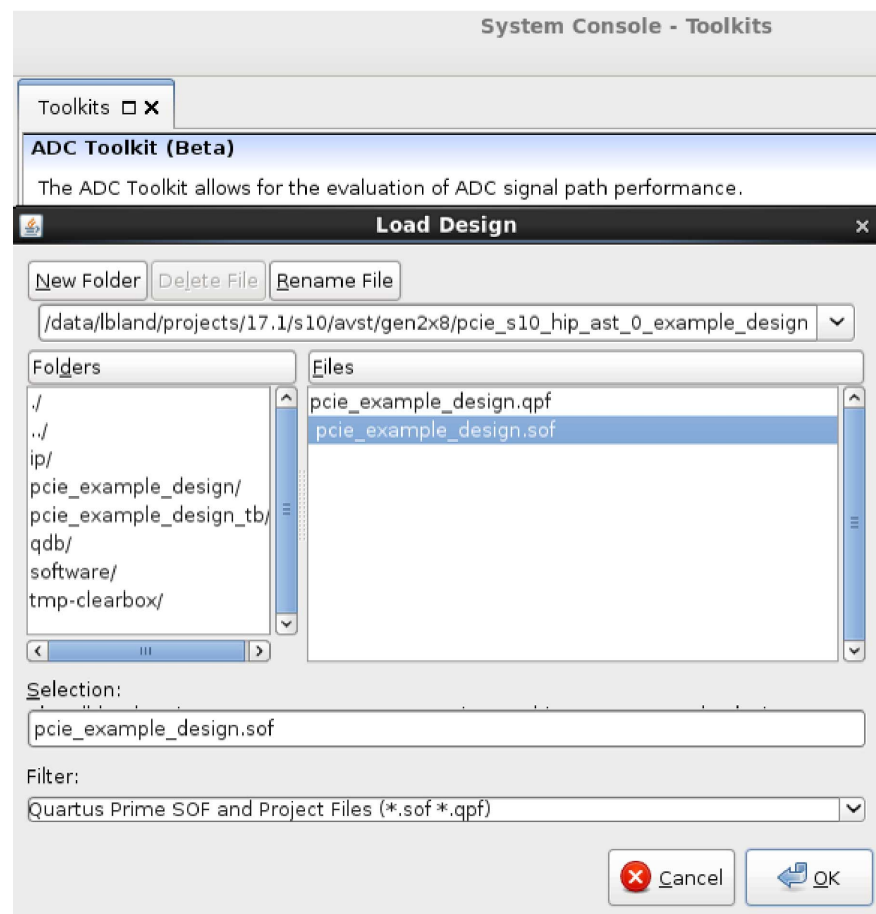 System Console - Toolkits
Toolkits
ADC Toolkit (Beta)
The ADC Toolkit allows for the evaluation of ADC signal path performance.
Load Design
New Folder Delete File Rename File
/data/lbland/projects/17.1/s10/avst/gen2x8/pcie_s10_hip_ast_0_example_design
Folders Files
./ pcie_example_design.qpf
../ pcie_example_design.sof
ip/
pcie_example_design/
pcie_example_design_tb/
qdb/
software/
tmp-clearbox/
Selection:
pcie_example_design.sof
Filter:
Quartus Prime SOF and Project Files (*.sof *.qpf)
Cancel OK